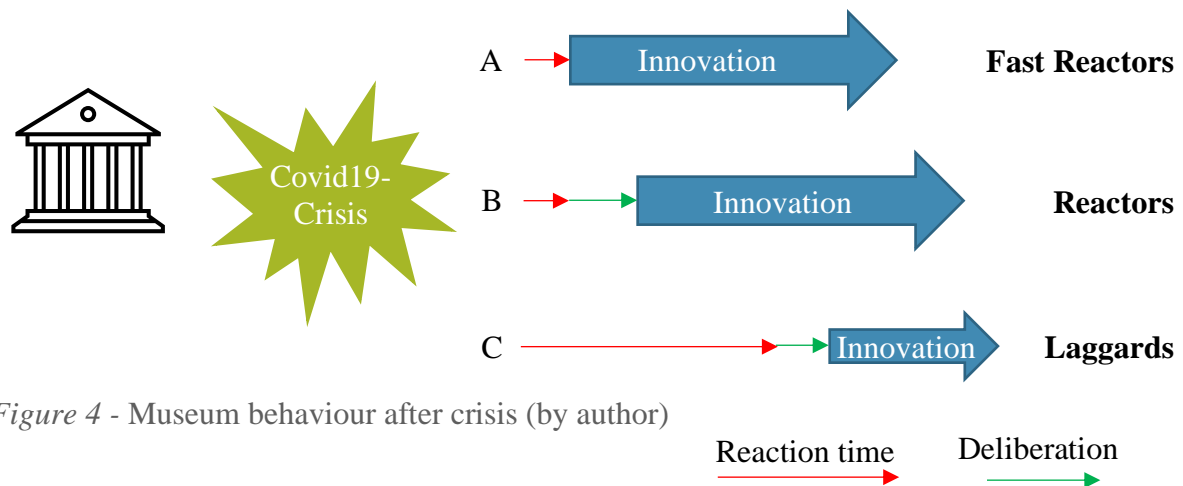 A Innovation Fast Reactors
Covid19-
Crisis
B Innovation Reactors
C Innovation Laggards
Figure 4 - Museum behaviour after crisis (by author)
Reaction time Deliberation